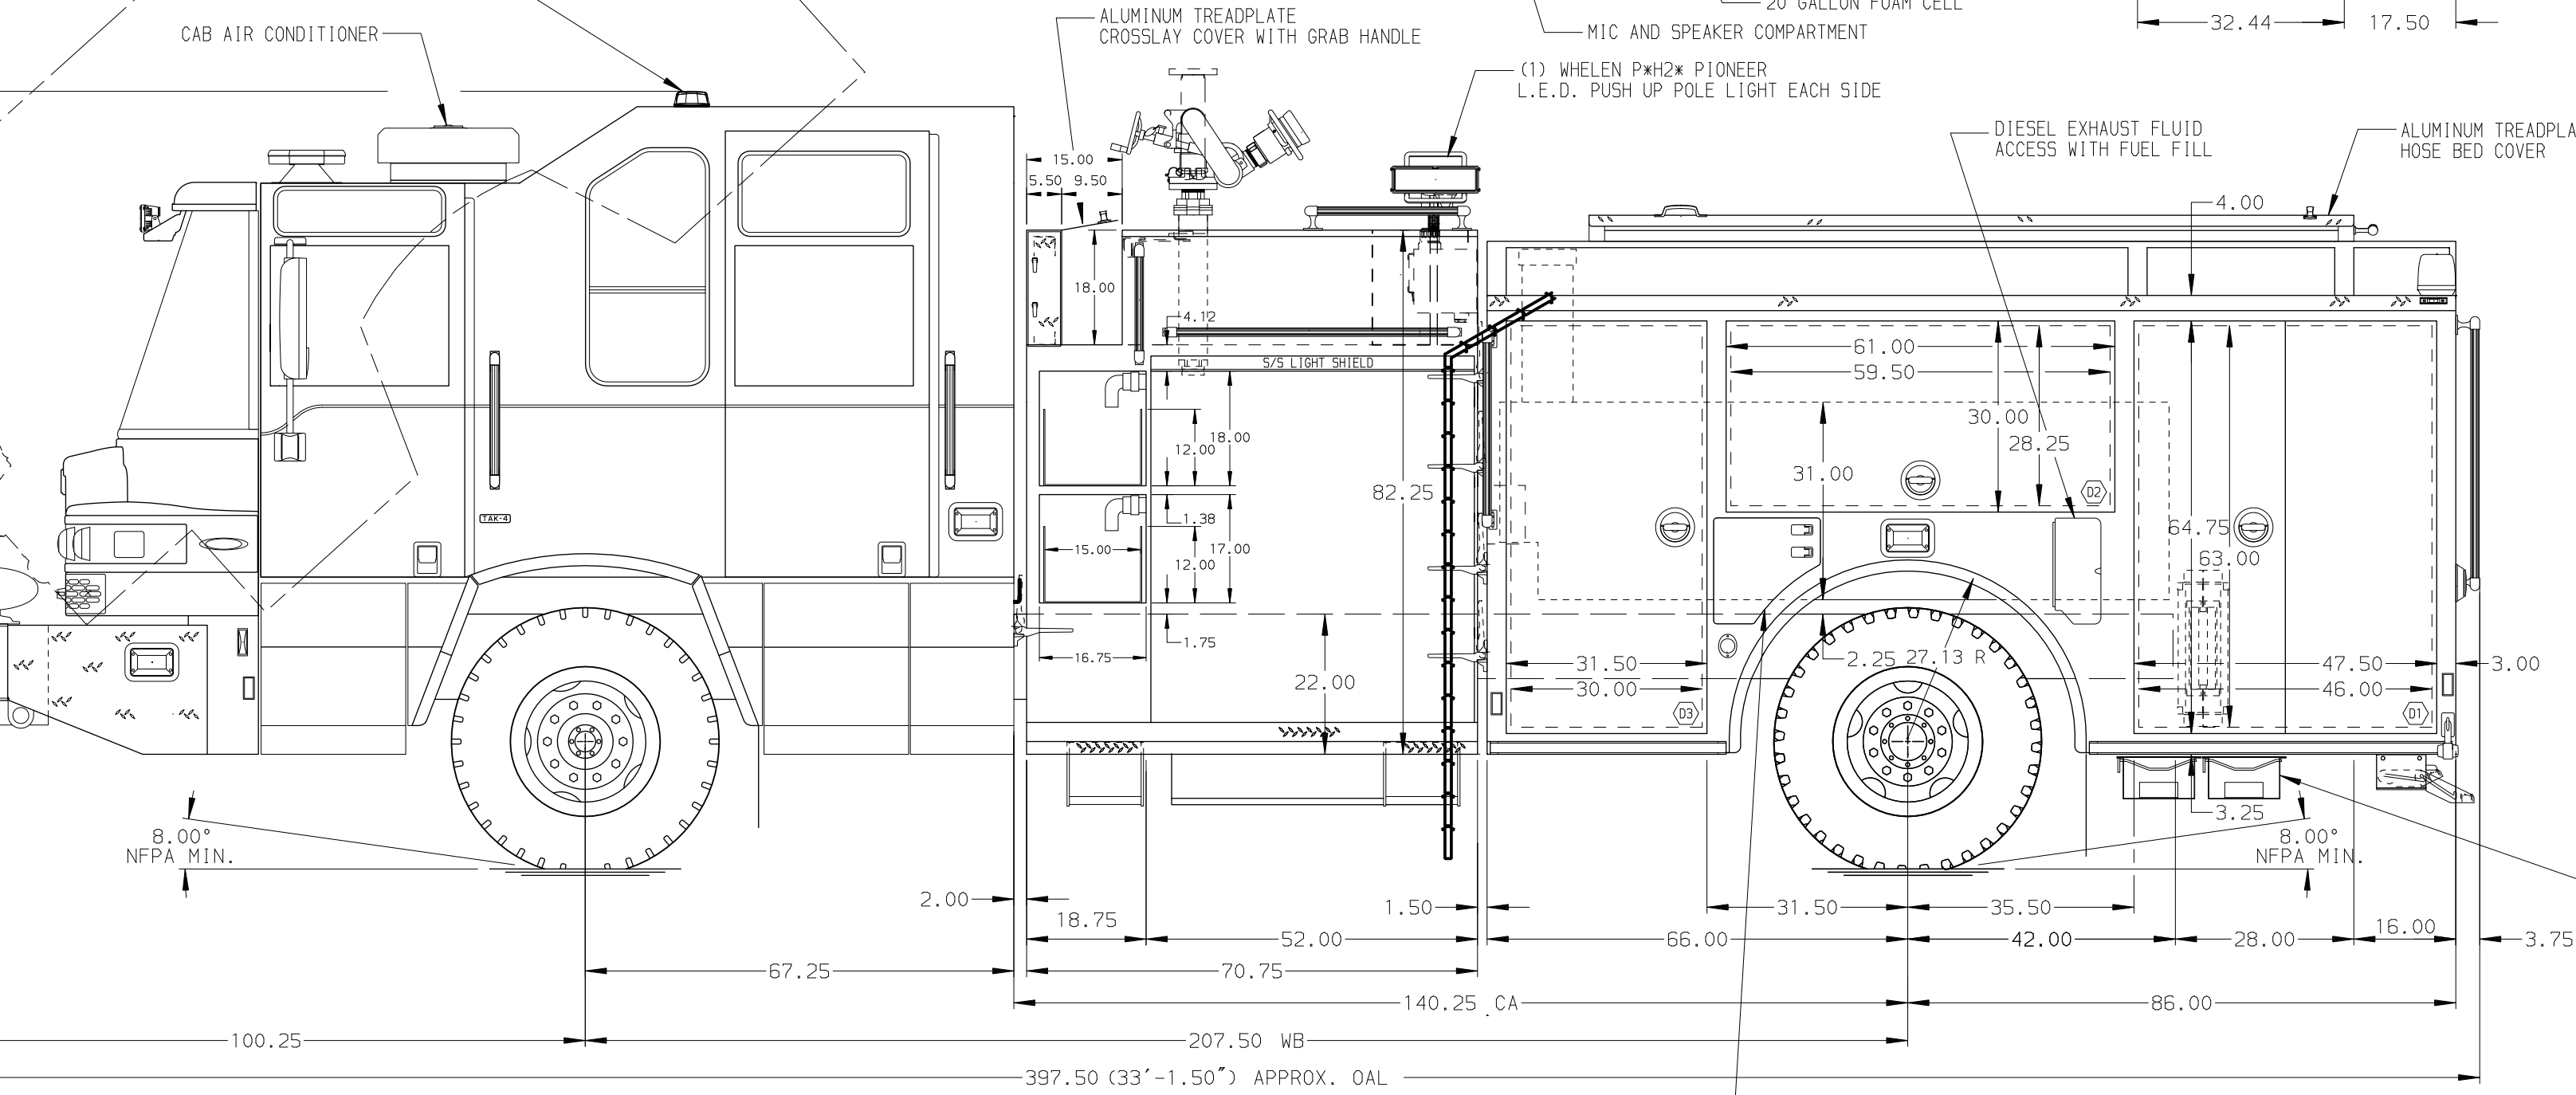 20 GALLON FOAM CELL
32.44
17.50
ALUMINUM TREADPLATE
CROSSLAY COVER WITH GRAB HANDLE
CAB AIR CONDITIONER
MIC AND SPEAKER COMPARTMENT
(1) WHELEN P*H2* PIONEER
L.E.D. PUSH UP POLE LIGHT EACH SIDE
DIESEL EXHAUST FLUID
ACCESS WITH FUEL FILL
ALUMINUM TREADPLA
HOSE BED COVER
15.00
5.50
9.50
4.00
18.00
4.12
S/S LIGHT SHIELD
61.00
59.50
30.00
28.25
18.00
12.00
31.00
82.25
D2
TAK-4
1.38
15.00
17.00
12.00
64.75
63.00
1.75
16.75
22.00
2.25
27.13 R
31.50
30.00
D3
47.50
46.00
D1
3.00
3.25
8.00°
NFPA MIN.
8.00°
NFPA MIN.
2.00
18.75
1.50
31.50
35.50
52.00
66.00
42.00
28.00
16.00
3.75
67.25
70.75
140.25 CA
86.00
100.25
207.50 WB
397.50 (33'-1.50") APPROX. OAL